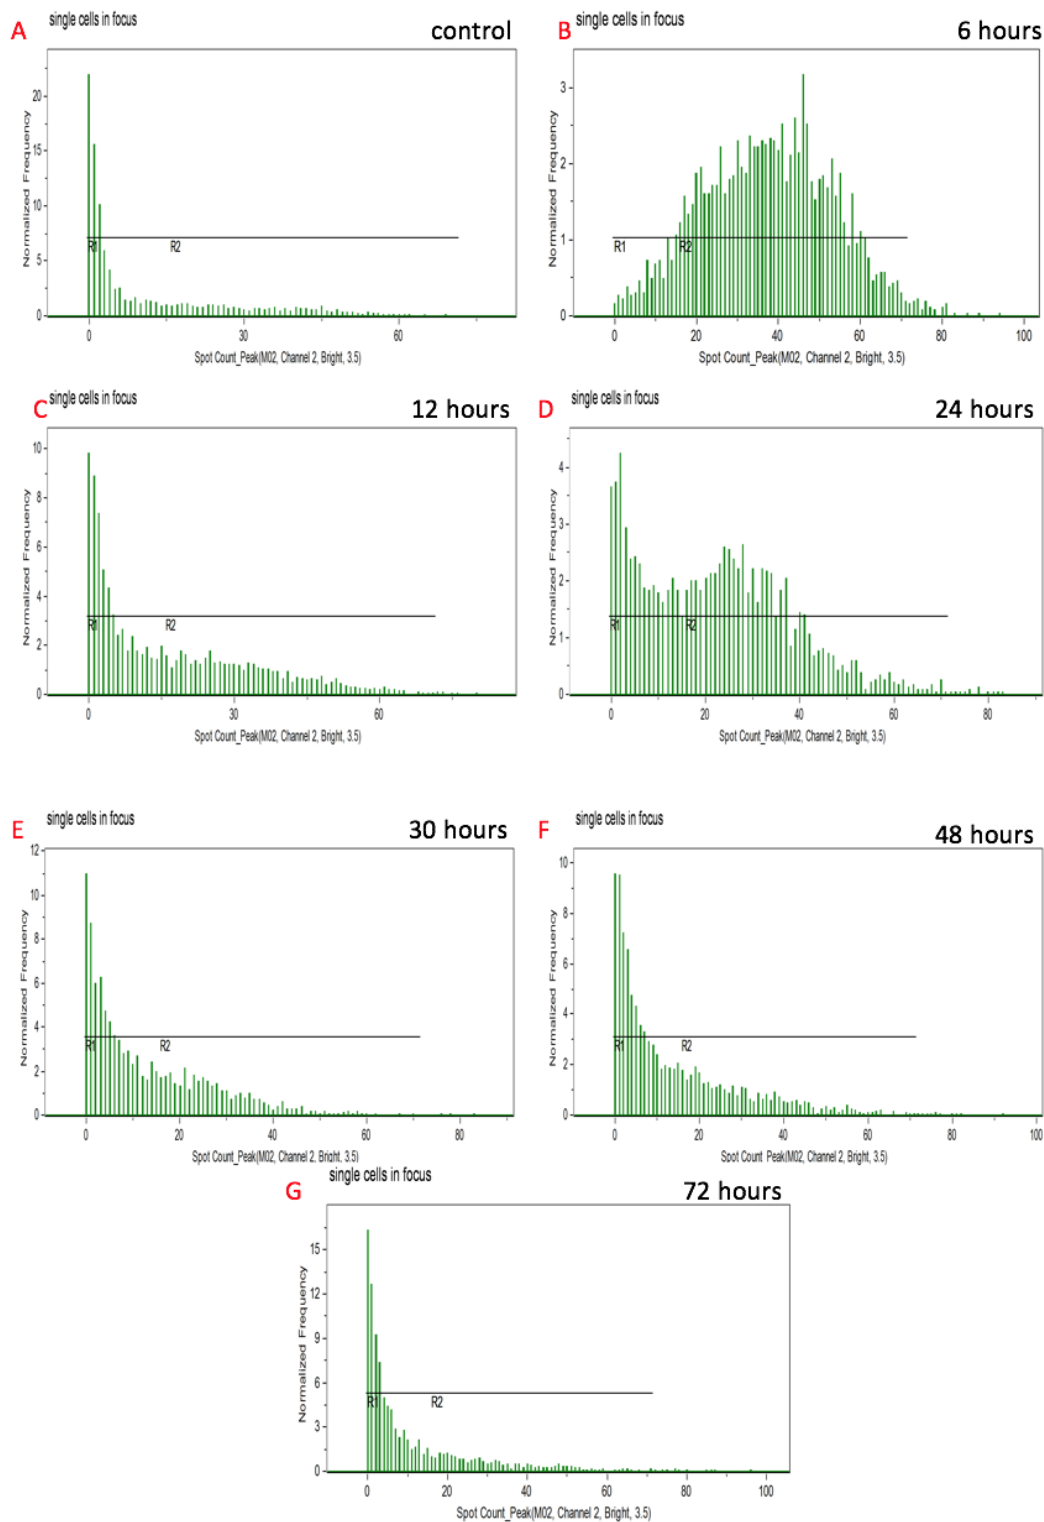 A
single cells in focus
control
Normalized Frequency
20
15
10
5
0
R1
R2
0
30
60
Spot Count_Peak(M02, Channel 2, Bright, 3.5)
B
single cells in focus
6 hours
Normalized Frequency
3
2
1
0
R1
R2
0
20
40
60
80
100
Spot Count_Peak(M02, Channel 2, Bright, 3.5)
C
single cells in focus
12 hours
Normalized Frequency
10
8
6
4
2
0
R1
R2
0
30
60
Spot Count_Peak(M02, Channel 2, Bright, 3.5)
D
single cells in focus
24 hours
Normalized Frequency
4
3
2
1
0
R1
R2
0
20
40
60
80
Spot Count_Peak(M02, Channel 2, Bright, 3.5)
E
single cells in focus
30 hours
Normalized Frequency
12
10
8
6
4
2
0
R1
R2
0
20
40
60
80
Spot Count_Peak(M02, Channel 2, Bright, 3.5)
F
single cells in focus
48 hours
Normalized Frequency
10
8
6
4
2
0
R1
R2
0
20
40
60
80
100
Spot Count Peak(M02, Channel 2, Bright, 3.5)
G
single cells in focus
72 hours
Normalized Frequency
15
12
9
6
3
0
R1
R2
0
20
40
60
80
100
Spot Count_Peak(M02, Channel 2, Bright, 3.5)